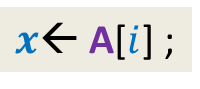 x← A[i] ;